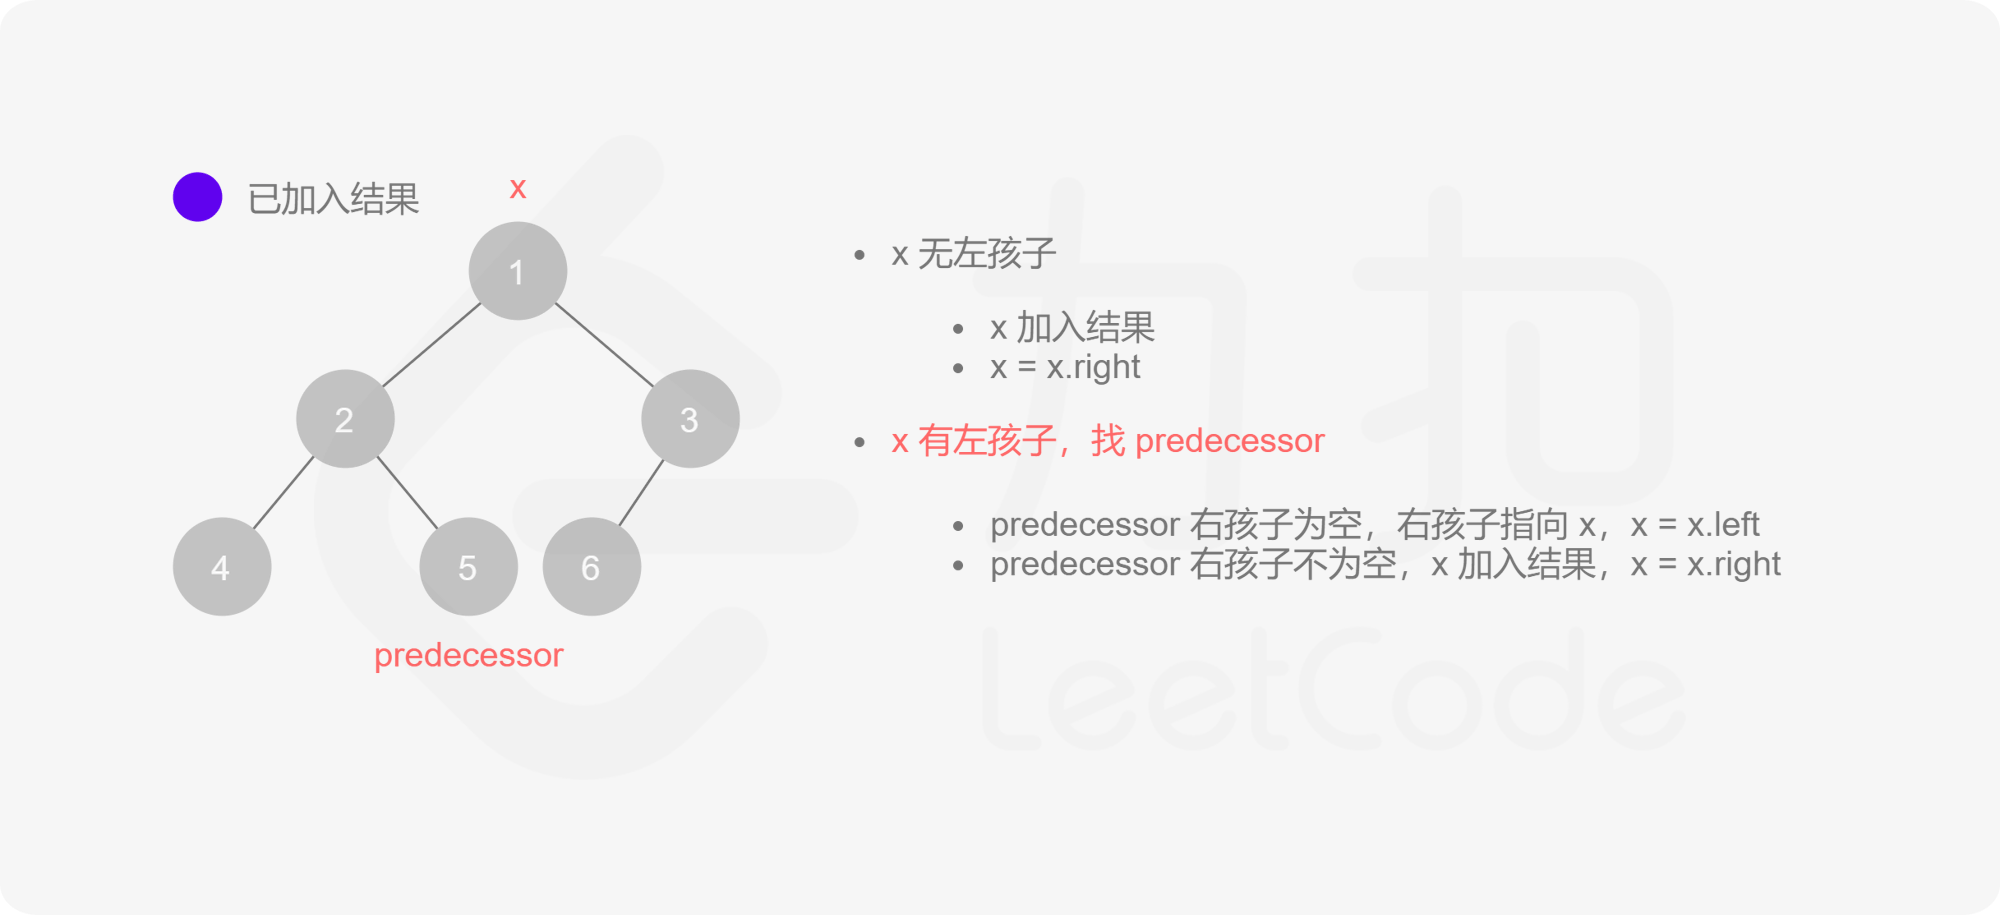 已加入结果
x
1
2
3
4
5
6
predecessor
x 无左孩子
x 加入结果
x = x.right
x 有左孩子，找 predecessor
predecessor 右孩子为空，右孩子指向 x，x = x.left
predecessor 右孩子不为空，x 加入结果，x = x.right
力扣
LeetCode